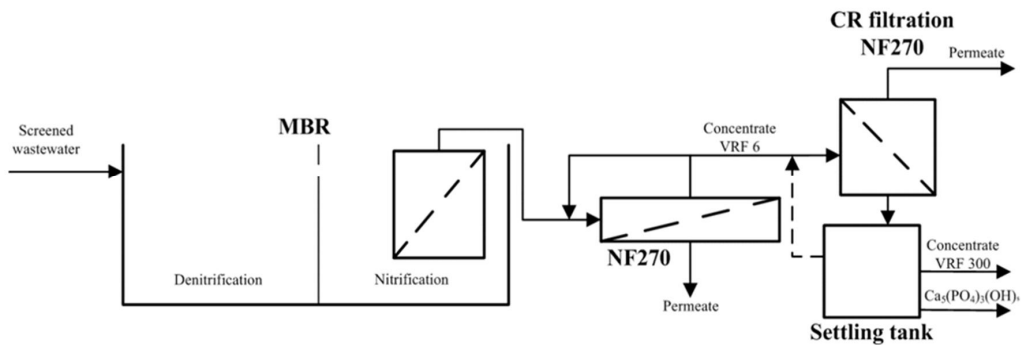 CR filtration
NF270
Permeate
Screened
wastewater
MBR
Concentrate
VRF 6
Denitrification
Nitrification
NF270
Permeate
Concentrate
VRF 300
Ca₅(PO₄)₃(OH)ₛ
Settling tank